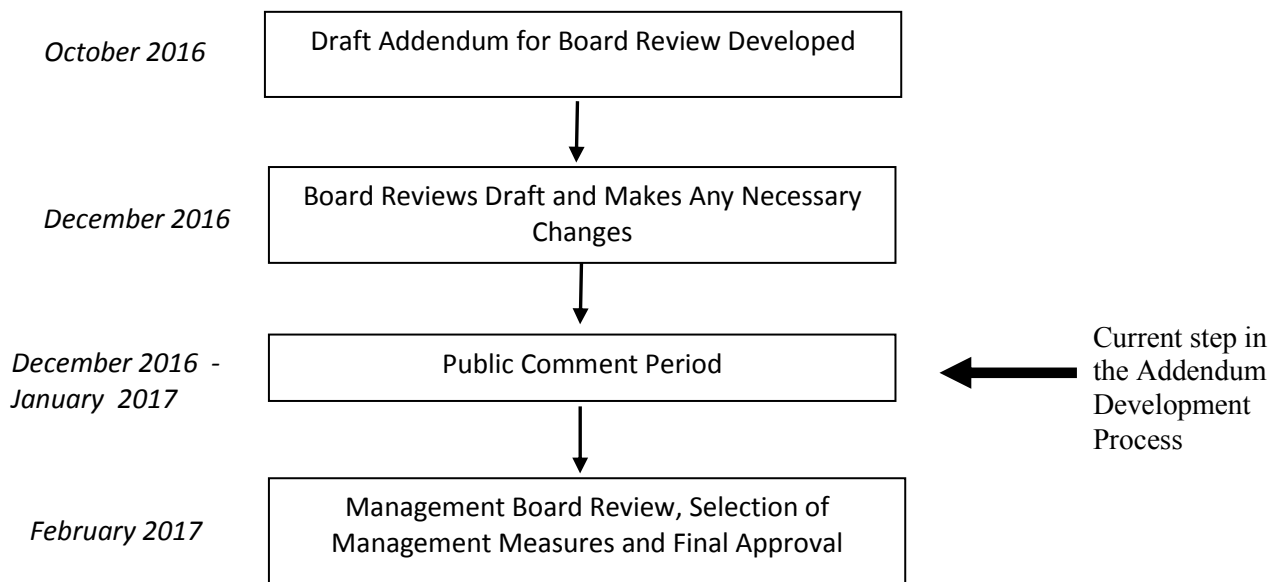 October 2016
Draft Addendum for Board Review Developed
December 2016
Board Reviews Draft and Makes Any Necessary
Changes
December 2016 -
January 2017
Public Comment Period
Current step in
the Addendum
Development
Process
February 2017
Management Board Review, Selection of
Management Measures and Final Approval